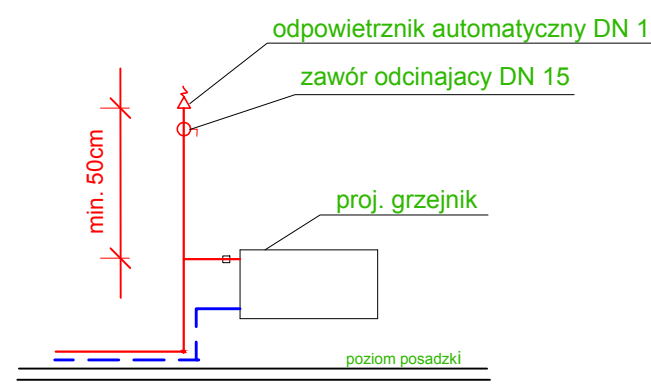 odpowietrznik automatyczny DN 1
zawór odcinajacy DN 15
min. 50cm
proj. grzejnik
poziom posadzki